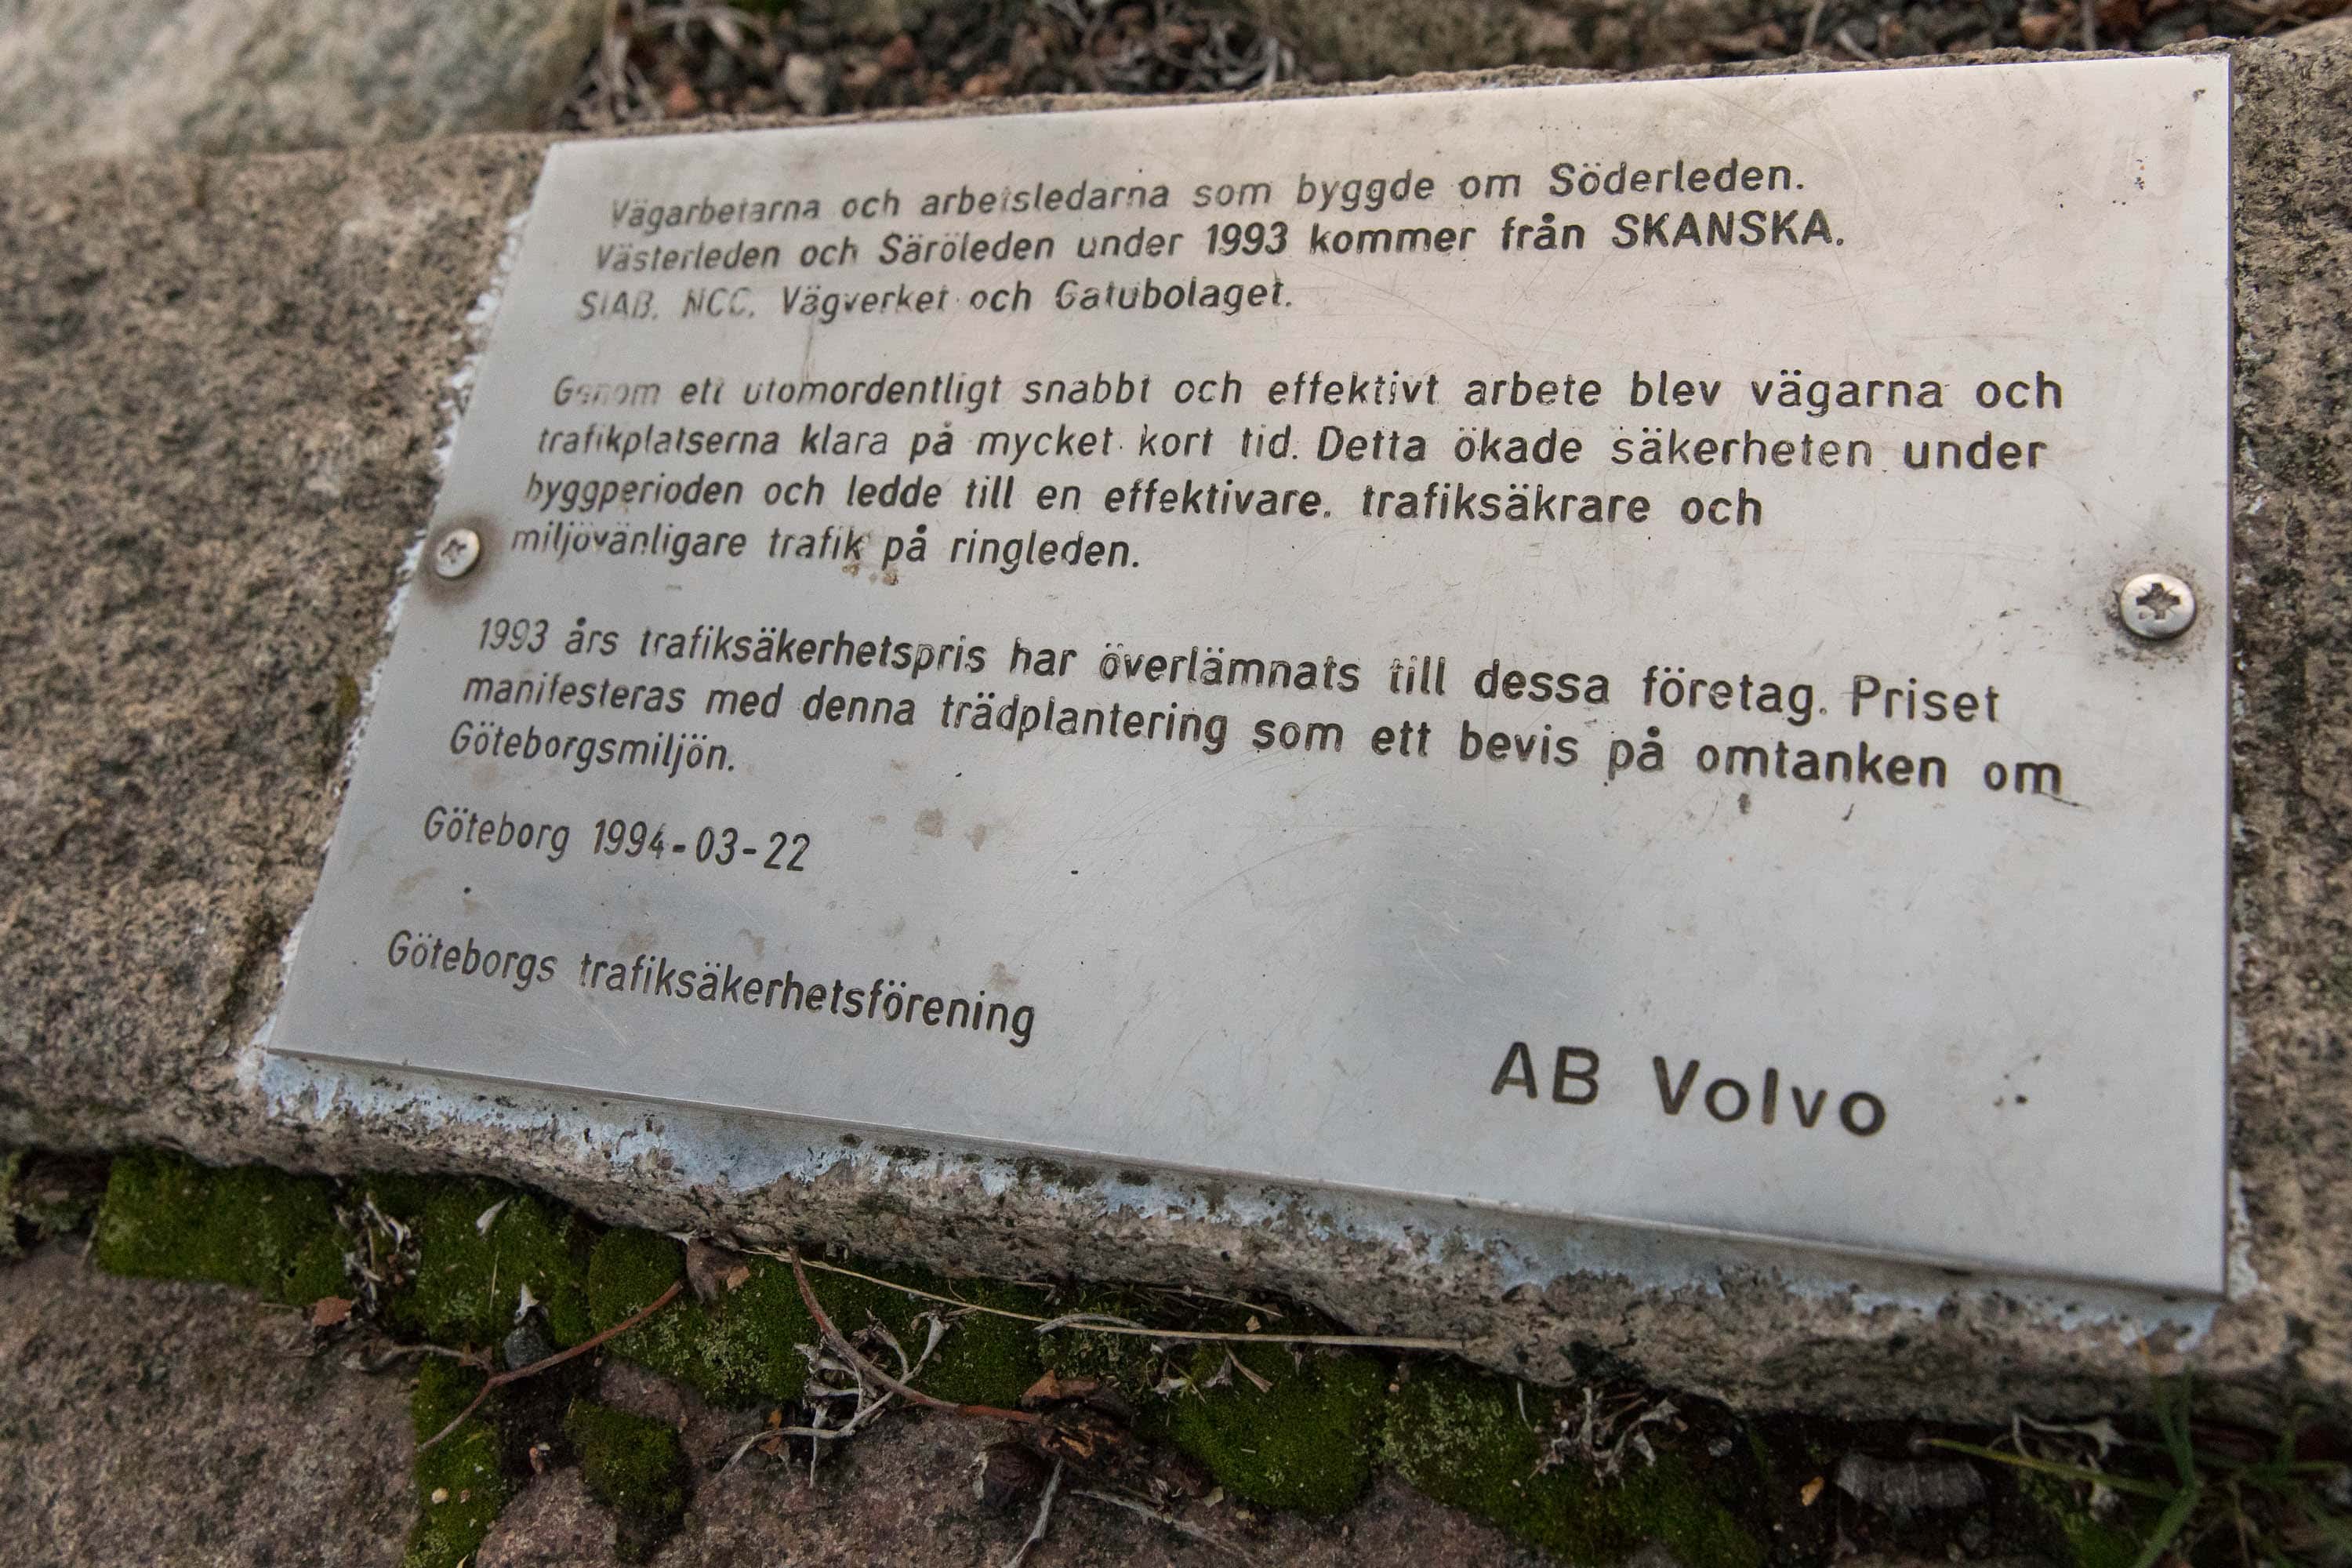 Vägarbetarna och arbetsledarna som byggde om Söderleden.
Västerleden och Säröleden under 1993 kommer från SKANSKA.
SIAB, NCC, Vägverket och Gatubolaget.
Genom ett utomordentligt snabbt och effektivt arbete blev vägarna och
trafikplatserna klara på mycket kort tid. Detta ökade säkerheten under
byggperioden och ledde till en effektivare, trafiksäkrare och
miljövänligare trafik på ringleden.
1993 års trafiksäkerhetspris har överlämnats till dessa företag. Priset
manifesteras med denna trädplantering som ett bevis på omtanken om
Göteborgsmiljön.
Göteborg 1994-03-22
Göteborgs trafiksäkerhetsförening
AB Volvo